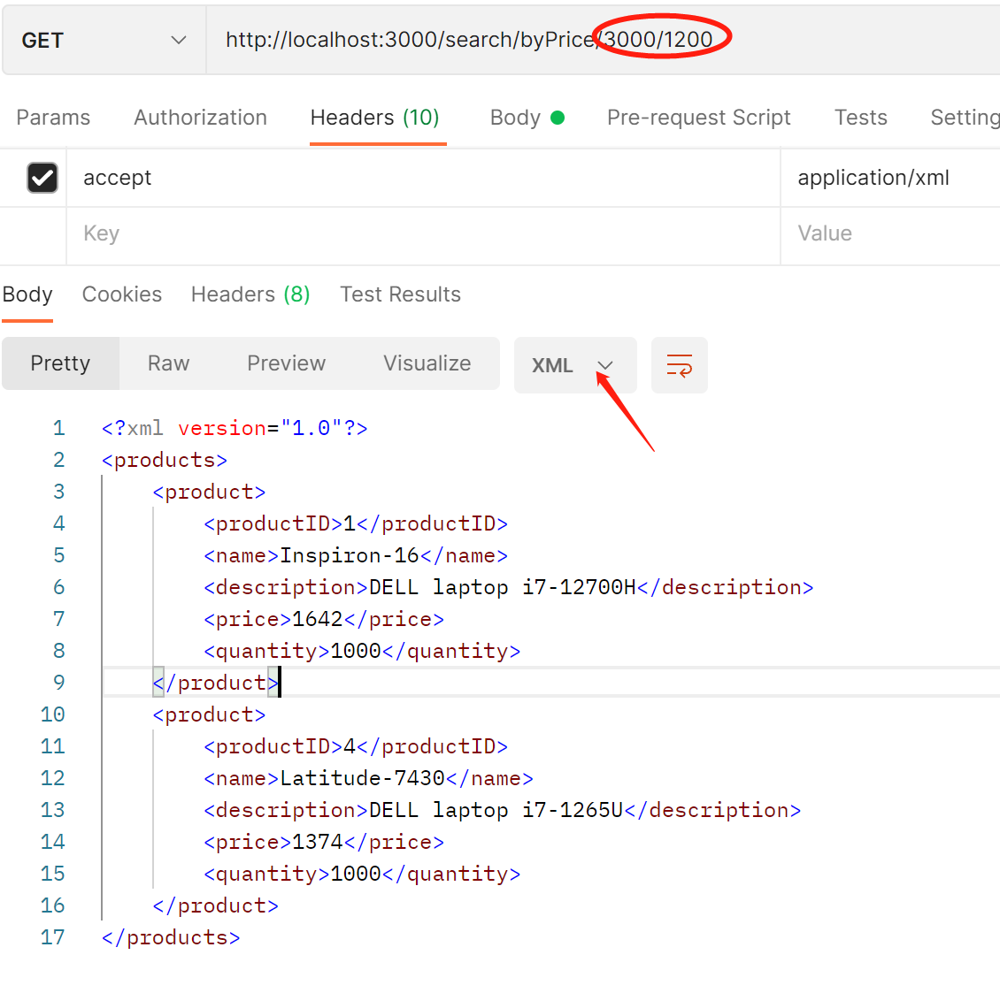 GET http://localhost:3000/search/byPrice/3000/1200
Params Authorization Headers (10) Body Pre-request Script Tests Setting
accept application/xml
Key Value
Body Cookies Headers (8) Test Results
Pretty Raw Preview Visualize XML
1 <?xml version="1.0"?>
2 <products>
3 <product>
4 <productID>1</productID>
5 <name>Inspiron-16</name>
6 <description>DELL laptop i7-12700H</description>
7 <price>1642</price>
8 <quantity>1000</quantity>
9 </product>
10 <product>
11 <productID>4</productID>
12 <name>Latitude-7430</name>
13 <description>DELL laptop i7-1265U</description>
14 <price>1374</price>
15 <quantity>1000</quantity>
16 </product>
17 </products>